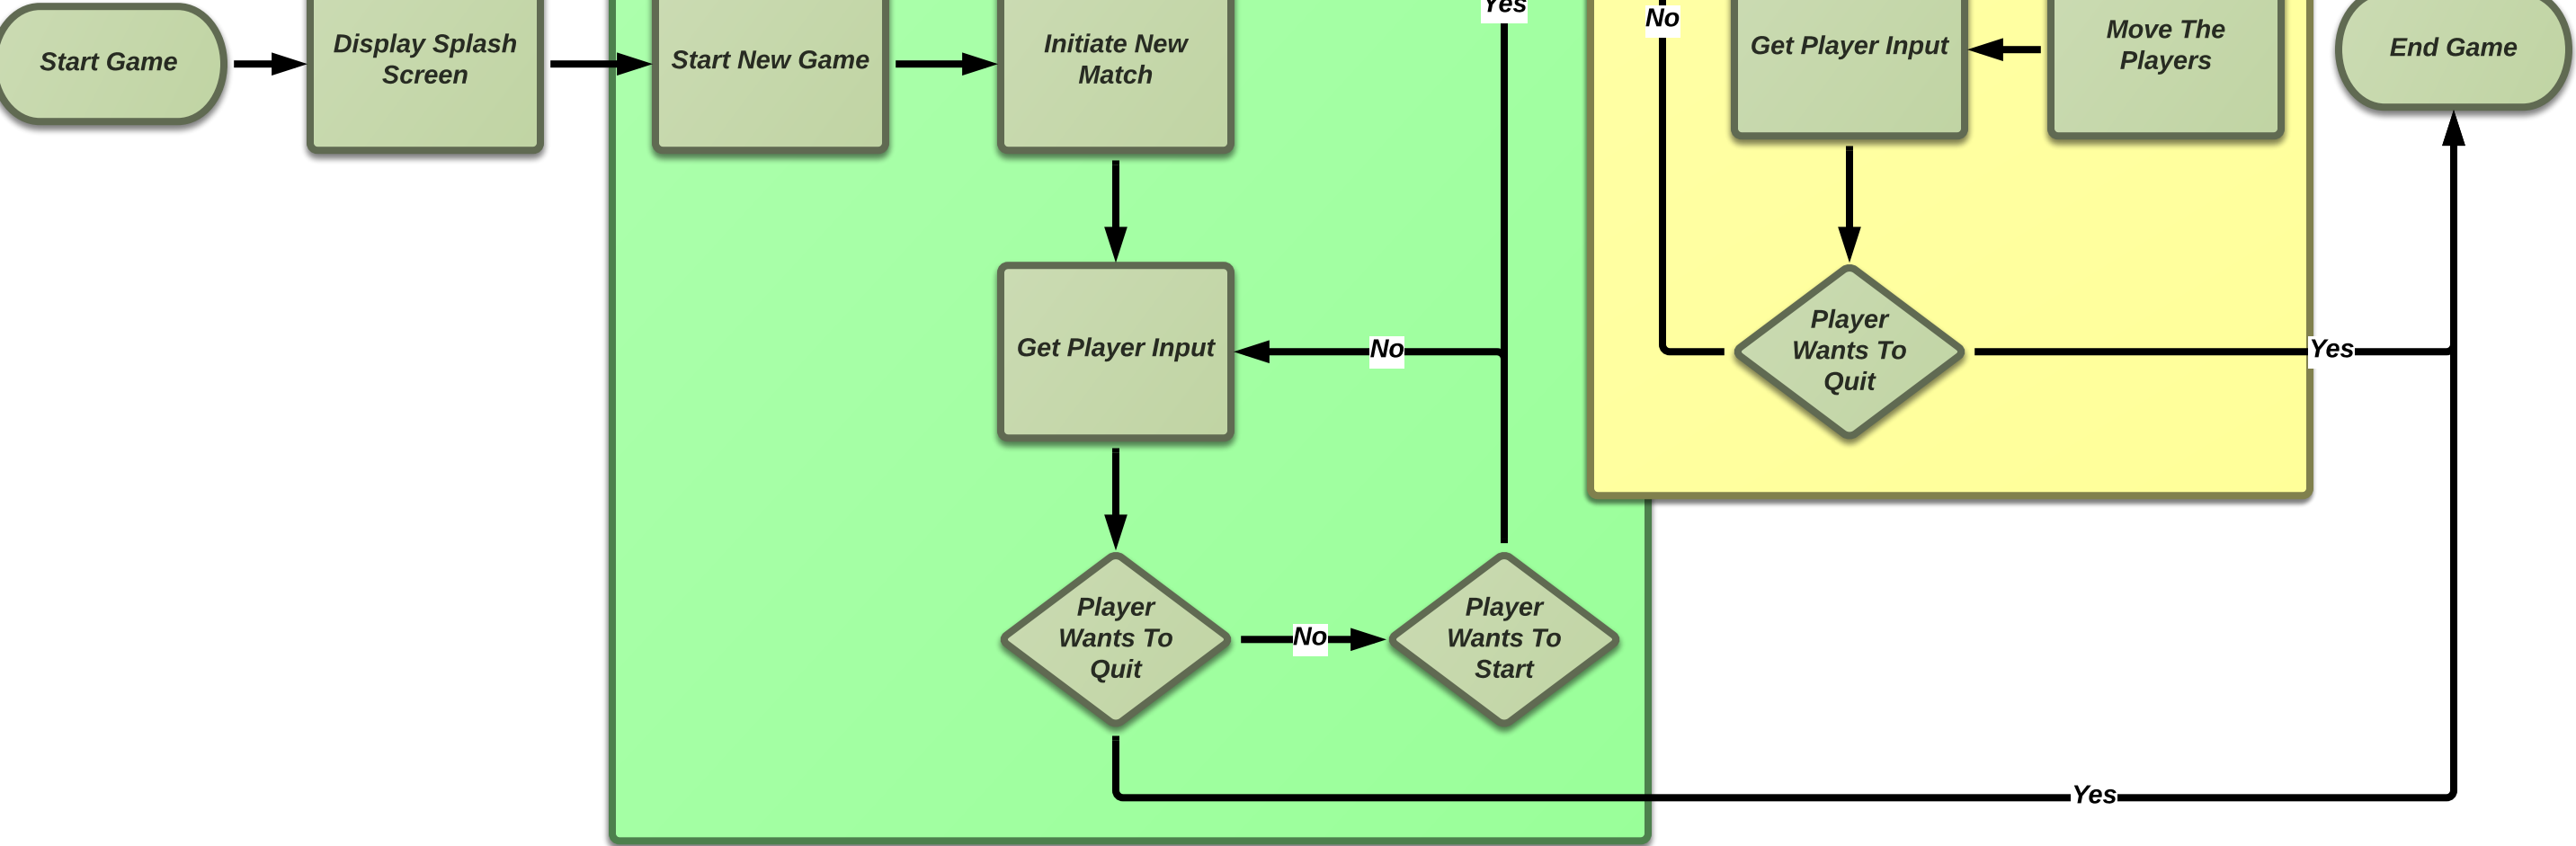 Yes
No
Start Game
Display Splash
Screen
Start New Game
Initiate New
Match
Get Player Input
Move The
Players
End Game
Get Player Input
No
Player
Wants To
Quit
Yes
Player
Wants To
Quit
No
Player
Wants To
Start
Yes